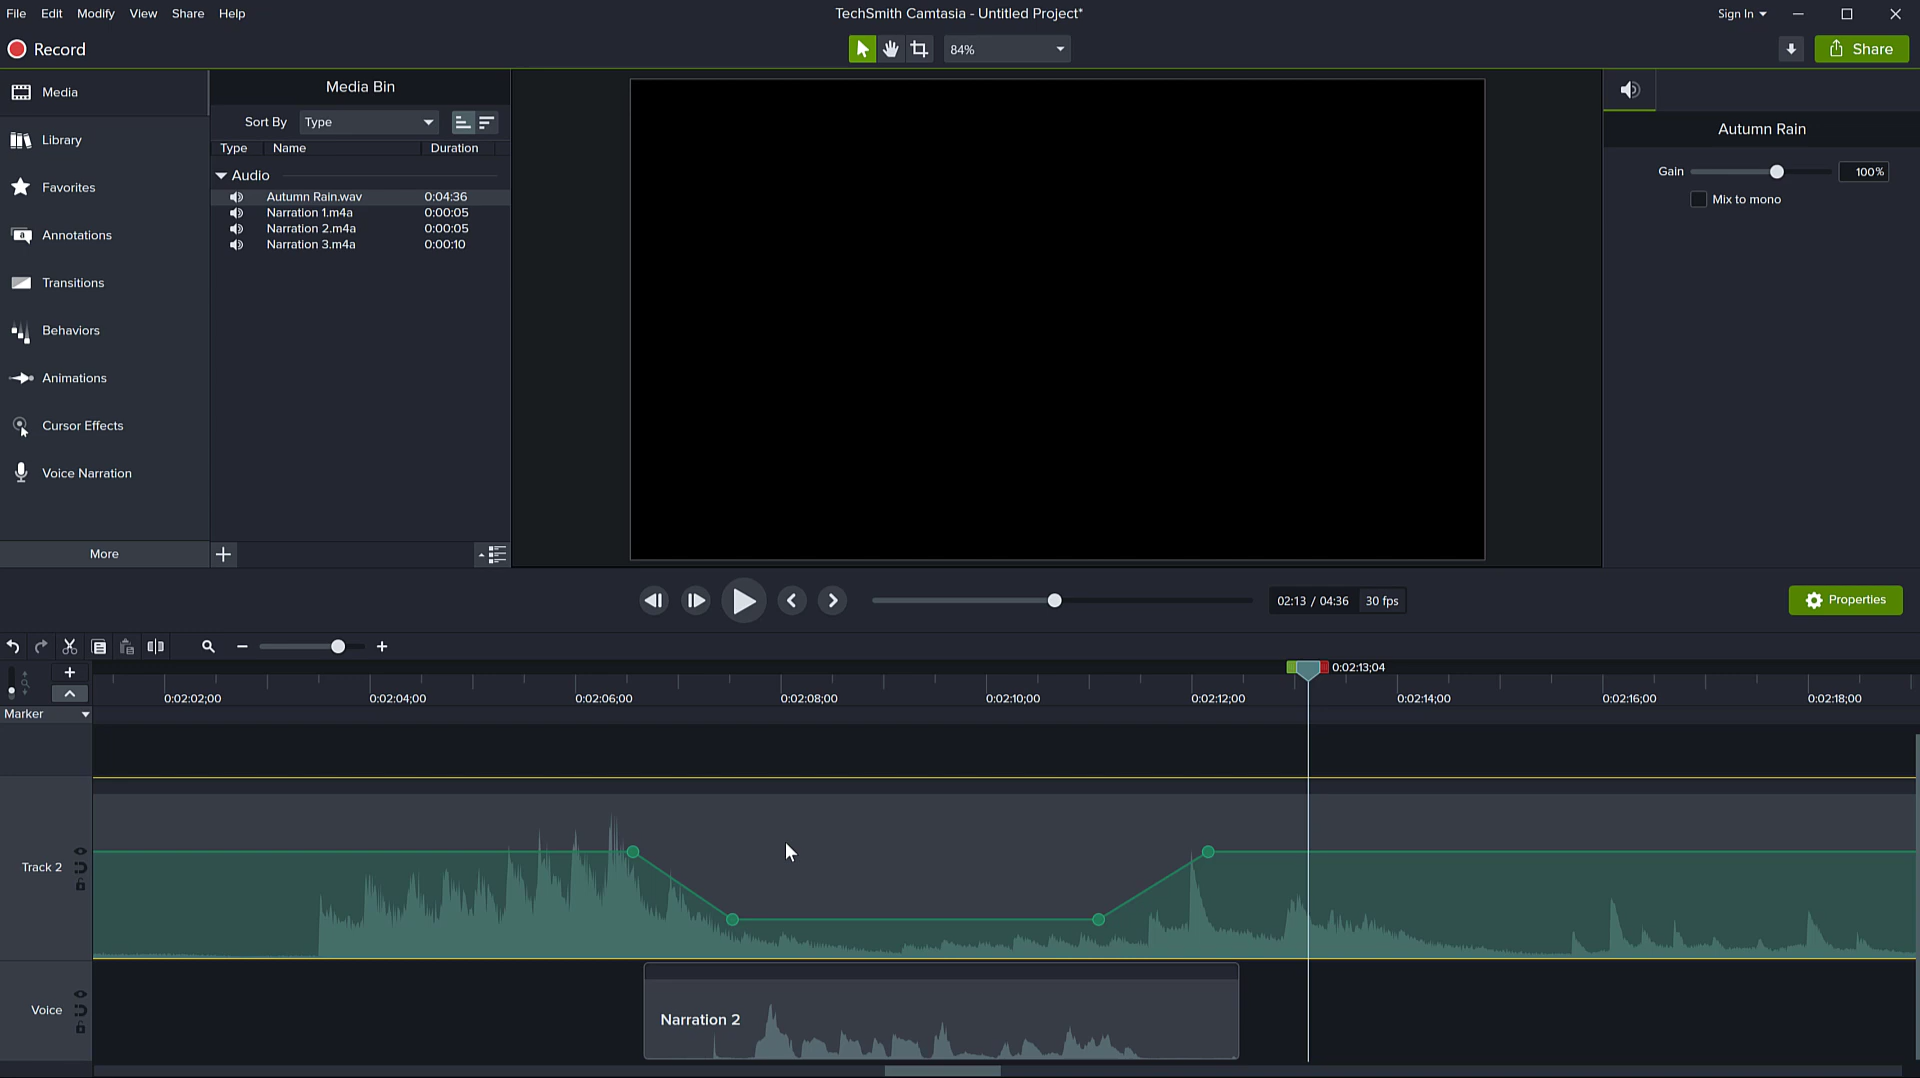 File Edit Modify View Share Help
TechSmith Camtasia - Untitled Project*
Sign In
Record
84%
Share
Media
Library
Favorites
Annotations
Transitions
Behaviors
Animations
Cursor Effects
Voice Narration
More
Media Bin
Sort By Type
Type Name Duration
Audio
Autumn Rain.wav 0:04:36
Narration 1.m4a 0:00:05
Narration 2.m4a 0:00:05
Narration 3.m4a 0:00:10
Autumn Rain
Gain 100%
Mix to mono
02:13 / 04:36 30 fps
Properties
0:02:13;04
0:02:02;00 0:02:04;00 0:02:06;00 0:02:08;00 0:02:10;00 0:02:12;00 0:02:14;00 0:02:16;00 0:02:18;00
Marker
Track 2
Voice
Narration 2